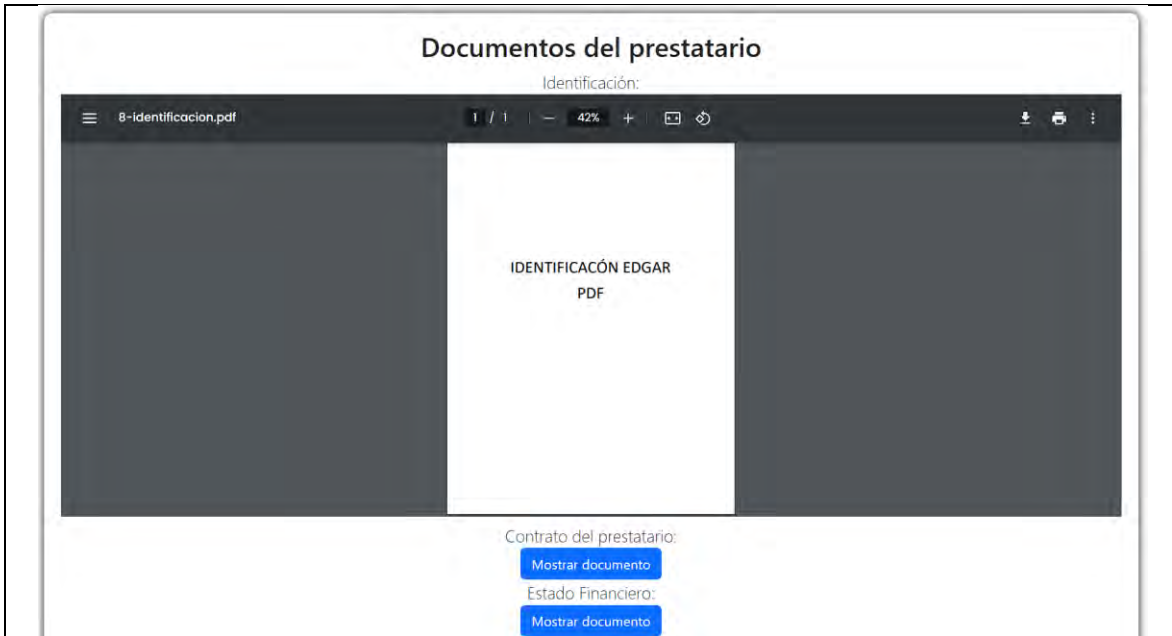 Documentos del prestatario
Identificación:
8-identificacion.pdf 1 / 1 42%
IDENTIFICACÓN EDGAR
PDF
Contrato del prestatario:
Mostrar documento
Estado Financiero:
Mostrar documento